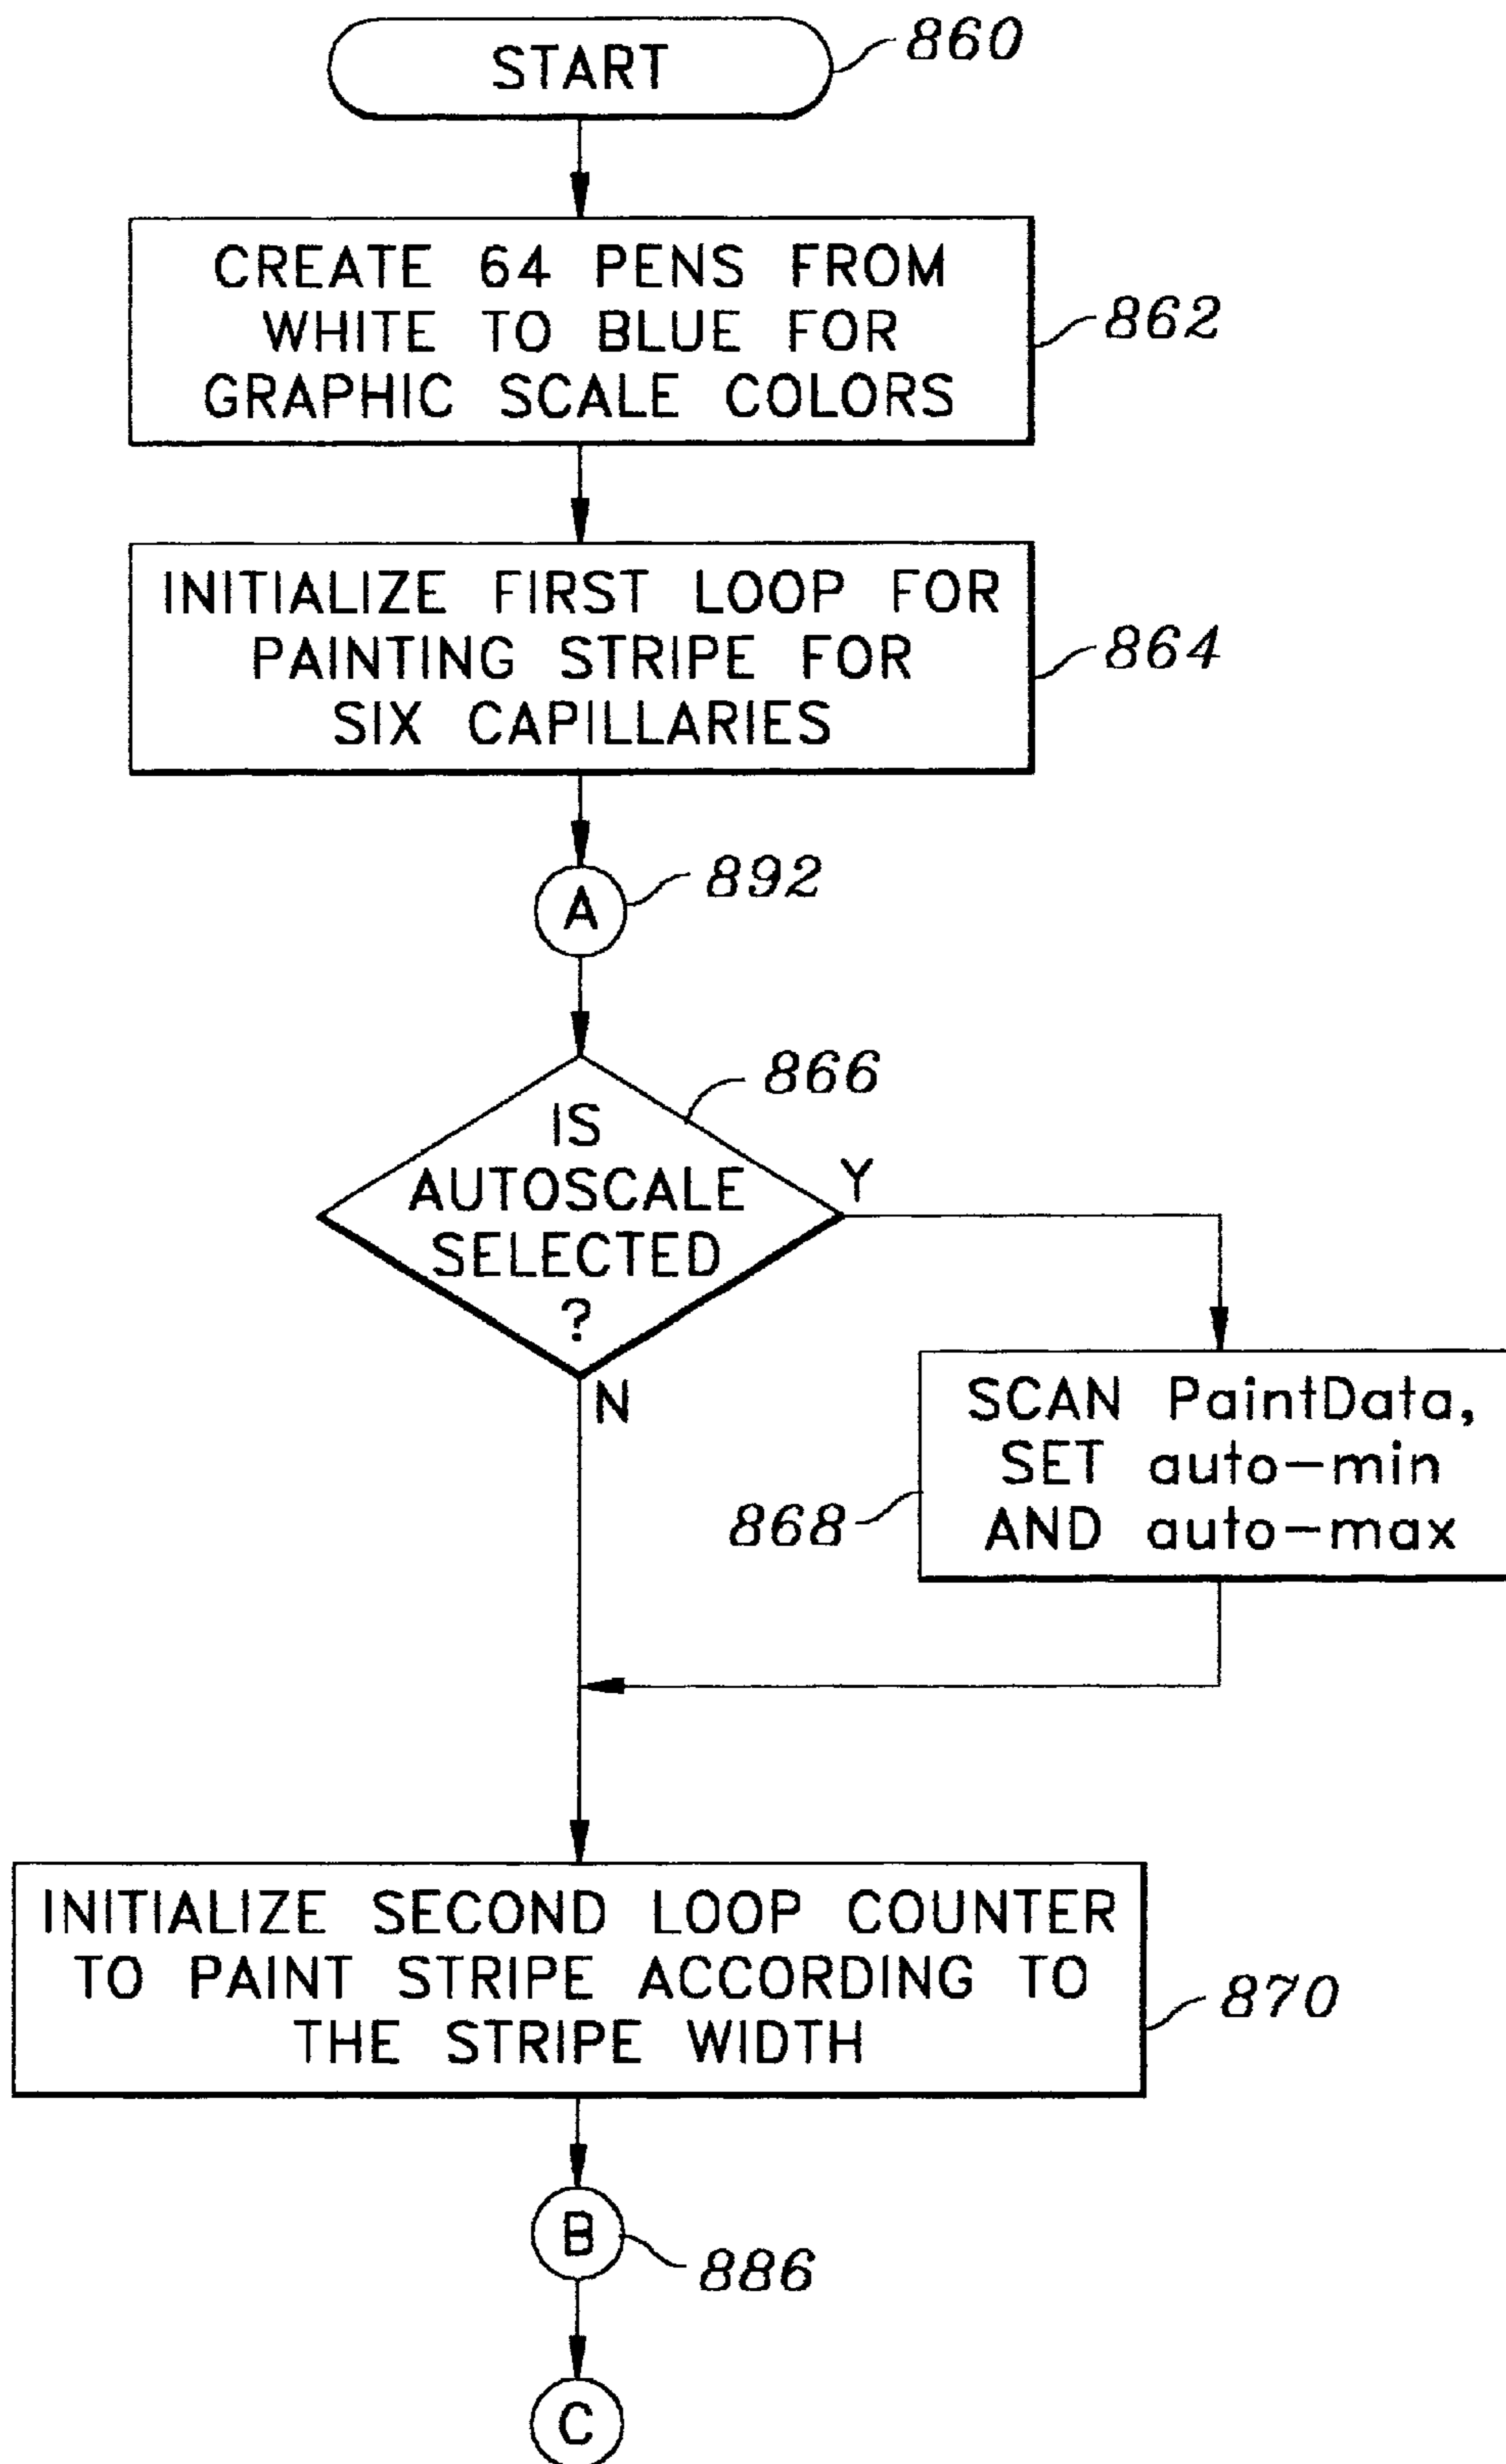 START
860
CREATE 64 PENS FROM
WHITE TO BLUE FOR
GRAPHIC SCALE COLORS
862
INITIALIZE FIRST LOOP FOR
PAINTING STRIPE FOR
SIX CAPILLARIES
864
A
892
866
IS
AUTOSCALE
SELECTED
?
Y
N
SCAN PaintData,
SET auto-min
AND auto-max
868
INITIALIZE SECOND LOOP COUNTER
TO PAINT STRIPE ACCORDING TO
THE STRIPE WIDTH
870
B
886
C